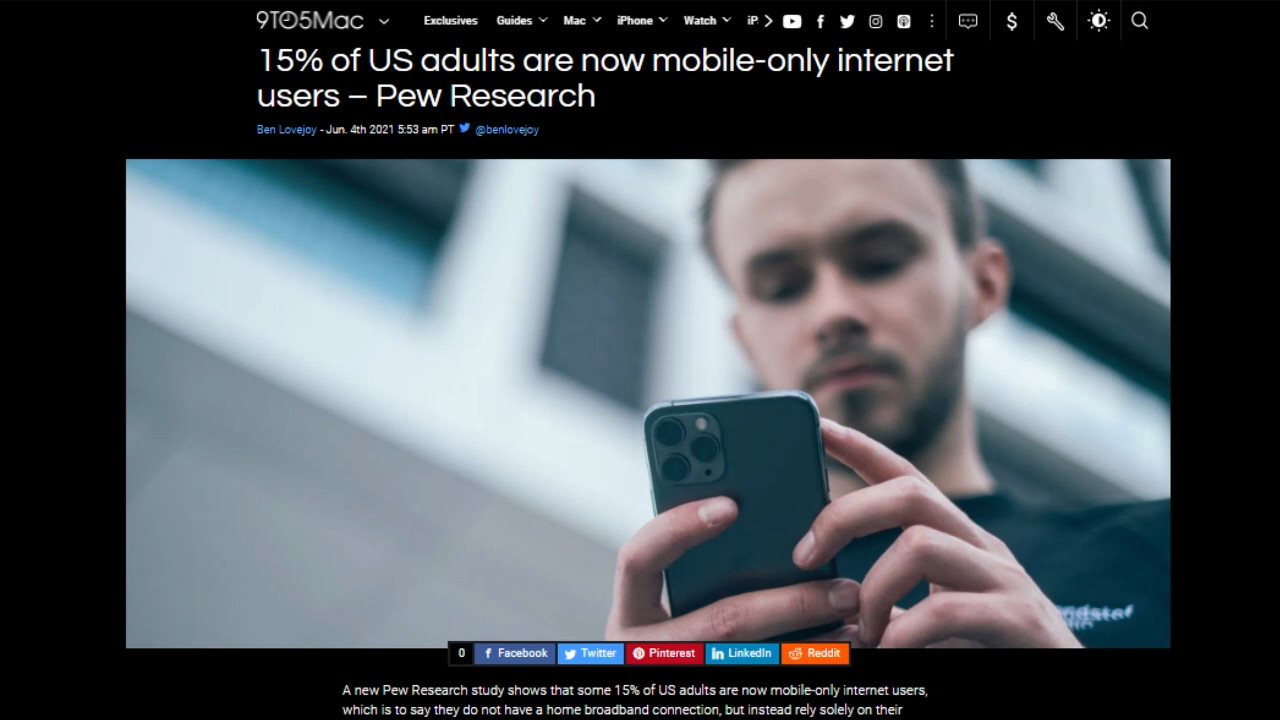 9TO5Mac
Exclusives Guides Mac iPhone Watch iP
15% of US adults are now mobile-only internet
users – Pew Research
Ben Lovejoy - Jun. 4th 2021 5:53 am PT @benlovejoy
0 Facebook Twitter Pinterest LinkedIn Reddit
A new Pew Research study shows that some 15% of US adults are now mobile-only internet users,
which is to say they do not have a home broadband connection, but instead rely solely on their